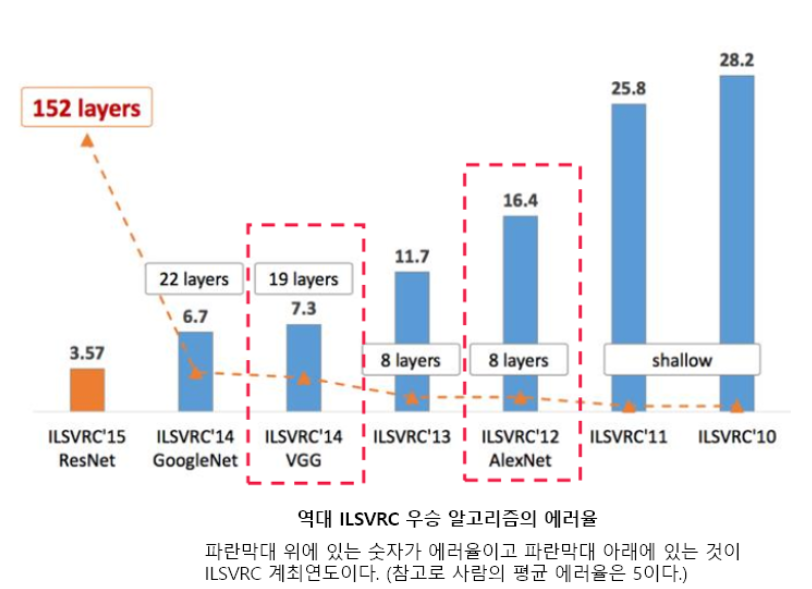 28.2
25.8
152 layers
16.4
11.7
22 layers
19 layers
6.7
7.3
3.57
8 layers
8 layers
shallow
ILSVRC'15
ResNet
ILSVRC'14
GoogleNet
ILSVRC'14
VGG
ILSVRC'13
ILSVRC'12
AlexNet
ILSVRC'11
ILSVRC'10
역대 ILSVRC 우승 알고리즘의 에러율
파란막대 위에 있는 숫자가 에러율이고 파란막대 아래에 있는 것이
ILSVRC 계최연도이다. (참고로 사람의 평균 에러율은 5이다.)